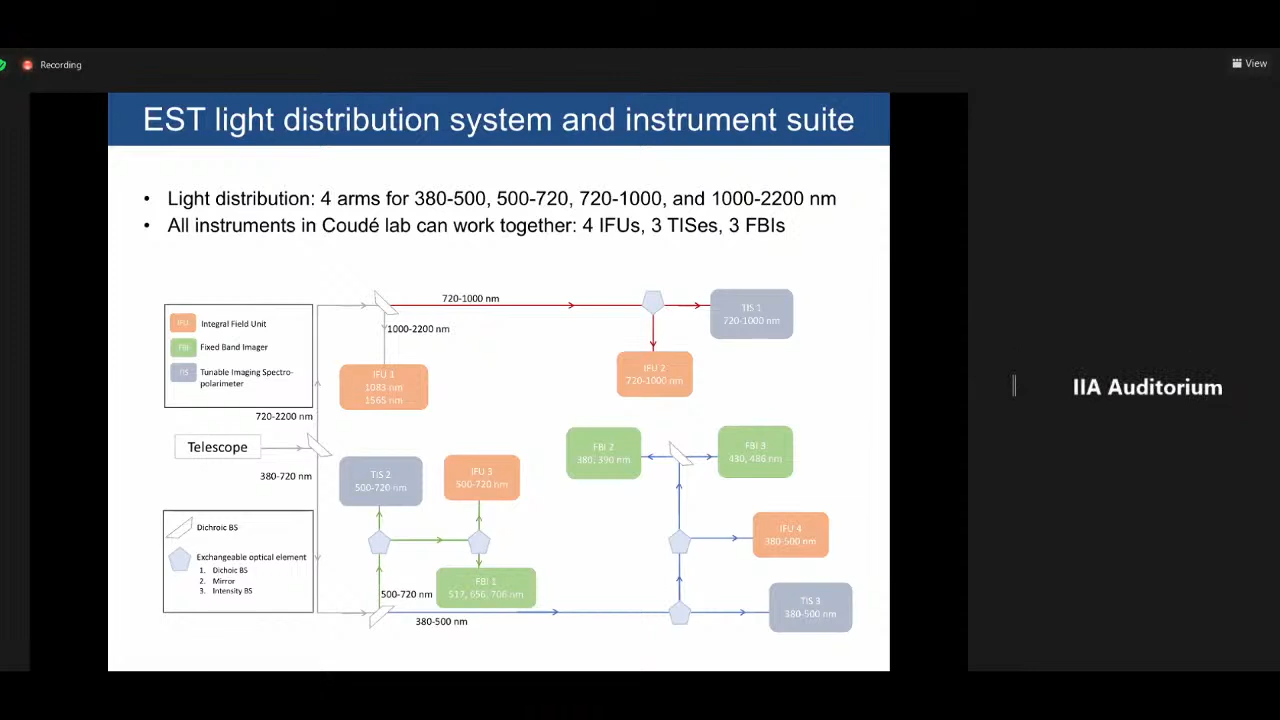 Recording
View
EST light distribution system and instrument suite
• Light distribution: 4 arms for 380-500, 500-720, 720-1000, and 1000-2200 nm
• All instruments in Coudé lab can work together: 4 IFUs, 3 TISes, 3 FBIs
720-1000 nm
1000-2200 nm
TIS 1
720-1000 nm
IFU Integral Field Unit
FBI Fixed Band Imager
TIS Tunable Imaging Spectro-
polarimeter
IFU 1
1083 nm
1565 nm
IFU 2
720-1000 nm
720-2200 nm
Telescope
380-720 nm
FBI 2
380, 390 nm
FBI 3
430, 486 nm
TIS 2
500-720 nm
IFU 3
500-720 nm
Dichroic BS
Exchangeable optical element
1. Dichoic BS
2. Mirror
3. Intensity BS
IFU 4
380-500 nm
FBI 1
517, 656, 706 nm
500-720 nm
380-500 nm
TIS 3
380-500 nm
IIA Auditorium